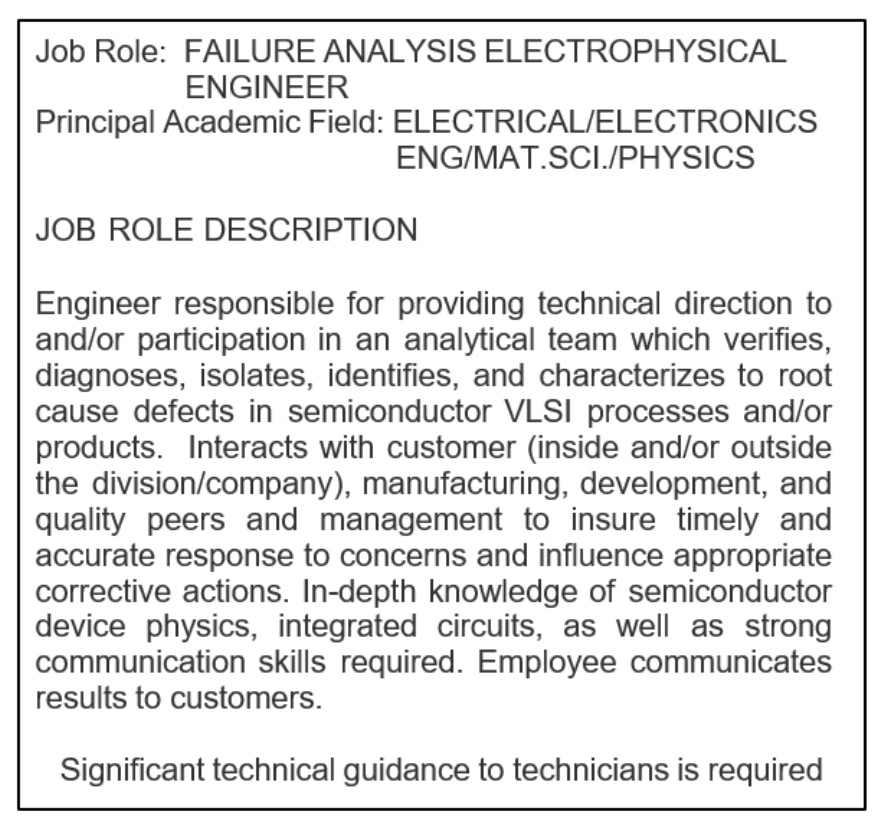 Job Role: FAILURE ANALYSIS ELECTROPHYSICAL
ENGINEER
Principal Academic Field: ELECTRICAL/ELECTRONICS
ENG/MAT.SCI./PHYSICS
JOB ROLE DESCRIPTION
Engineer responsible for providing technical direction to
and/or participation in an analytical team which verifies,
diagnoses, isolates, identifies, and characterizes to root
cause defects in semiconductor VLSI processes and/or
products. Interacts with customer (inside and/or outside
the division/company), manufacturing, development, and
quality peers and management to insure timely and
accurate response to concerns and influence appropriate
corrective actions. In-depth knowledge of semiconductor
device physics, integrated circuits, as well as strong
communication skills required. Employee communicates
results to customers.
Significant technical guidance to technicians is required